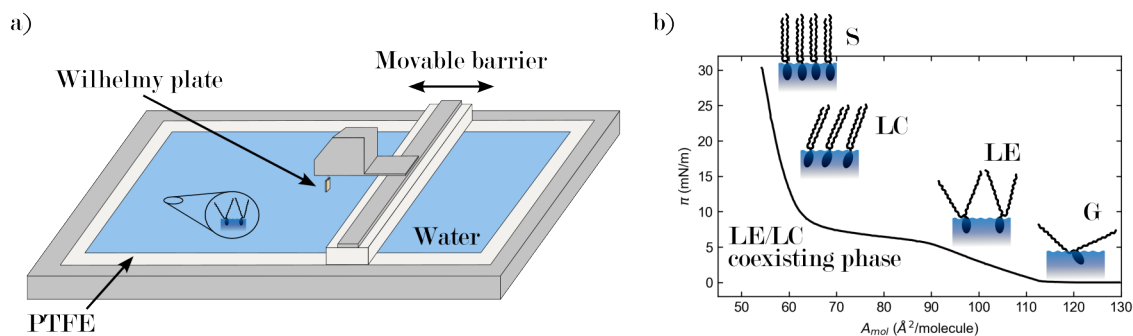 a)
Wilhelmy plate
Movable barrier
Water
PTFE
b)
S
LC
LE
G
LE/LC
coexisting phase
π (mN/m)
30
25
20
15
10
5
0
50 60 70 80 90 100 110 120 130
A_mol (Å²/molecule)